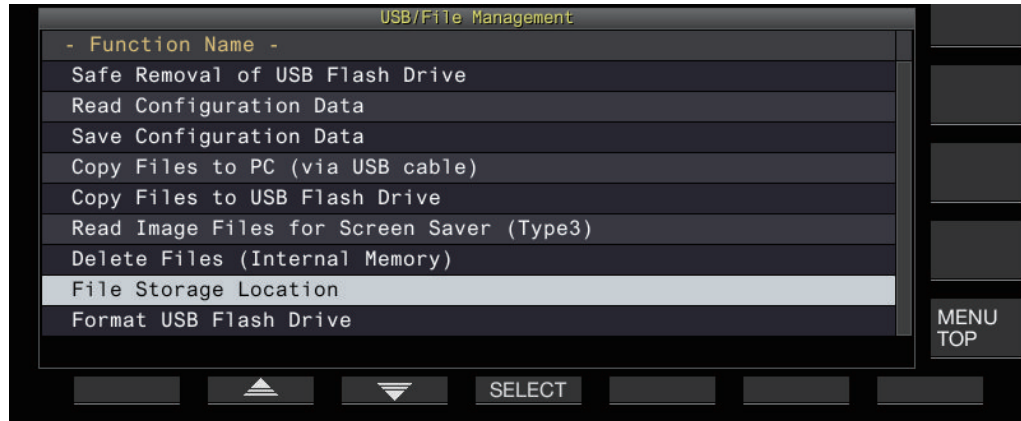 USB/File Management
- Function Name -
Safe Removal of USB Flash Drive
Read Configuration Data
Save Configuration Data
Copy Files to PC (via USB cable)
Copy Files to USB Flash Drive
Read Image Files for Screen Saver (Type3)
Delete Files (Internal Memory)
File Storage Location
Format USB Flash Drive
MENU
TOP
SELECT